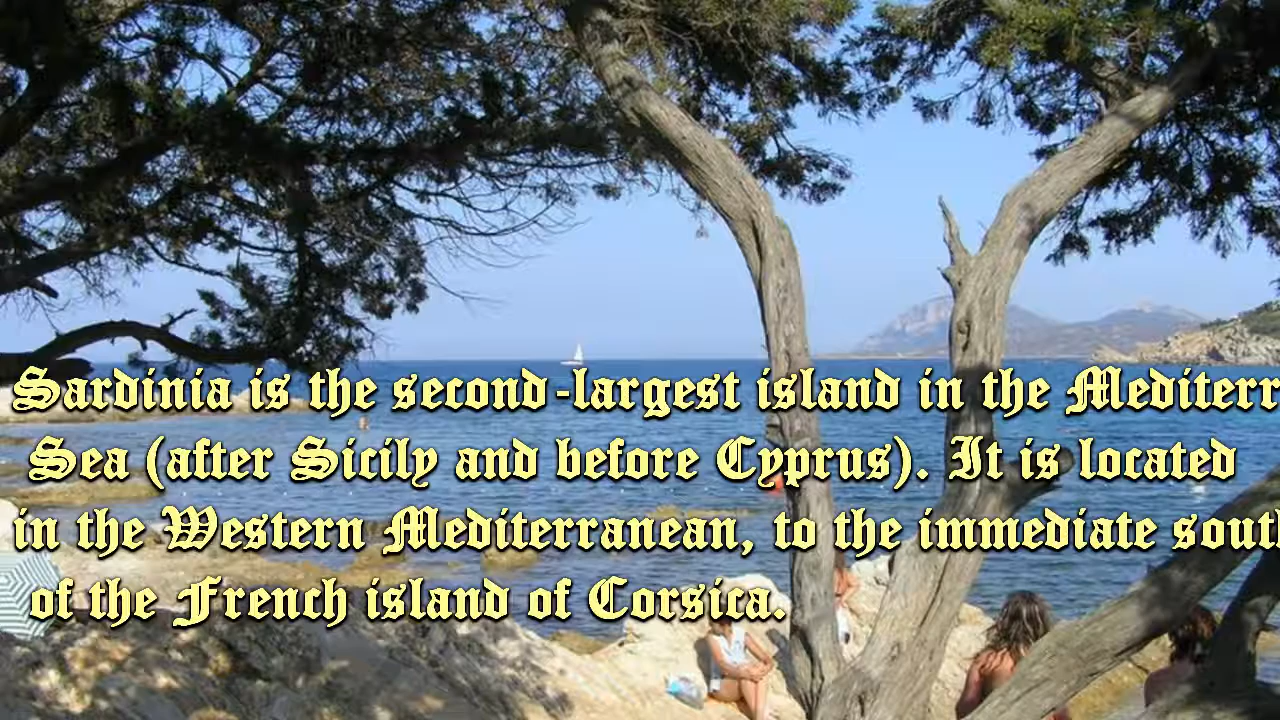 Sardinia is the second-largest island in the Mediterr
Sea (after Sicily and before Cyprus). It is located
in the Western Mediterranean, to the immediate sout
of the French island of Corsica.